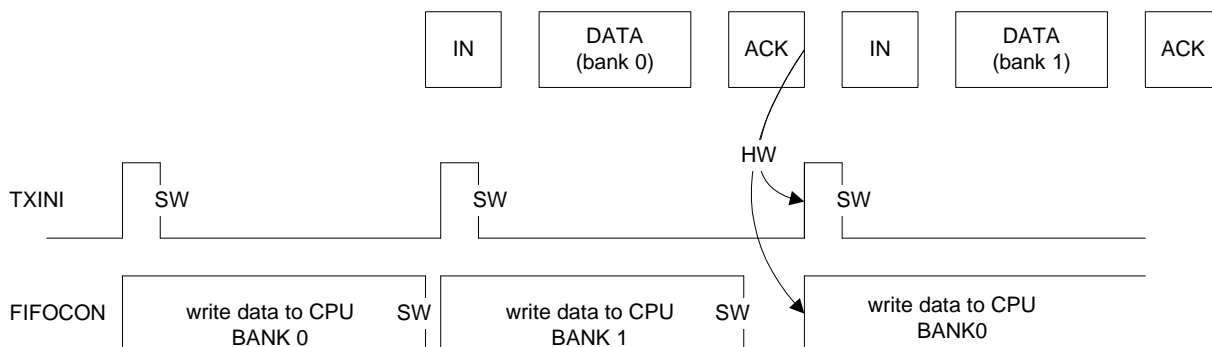 IN
DATA
(bank 0)
ACK
IN
DATA
(bank 1)
ACK
HW
TXINI
SW
SW
SW
FIFOCON
write data to CPU
BANK 0
SW
write data to CPU
BANK 1
SW
write data to CPU
BANK0